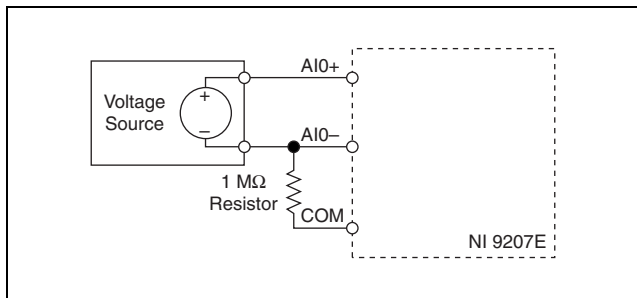 AI0+
Voltage
Source
+
–
AI0–
1 MΩ
Resistor
COM
NI 9207E